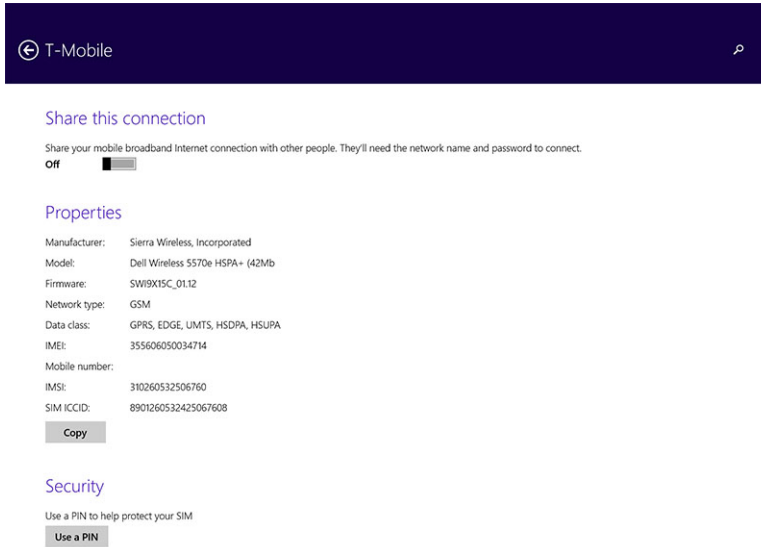 T-Mobile
Share this connection
Share your mobile broadband Internet connection with other people. They'll need the network name and password to connect.
Off
Properties
Manufacturer: Sierra Wireless, Incorporated
Model: Dell Wireless 5570e HSPA+ (42Mb
Firmware: SWI9X15C_01.12
Network type: GSM
Data class: GPRS, EDGE, UMTS, HSDPA, HSUPA
IMEI: 355606050034714
Mobile number:
IMSI: 310260532506760
SIM ICCID: 8901260532425067608
Copy
Security
Use a PIN to help protect your SIM
Use a PIN